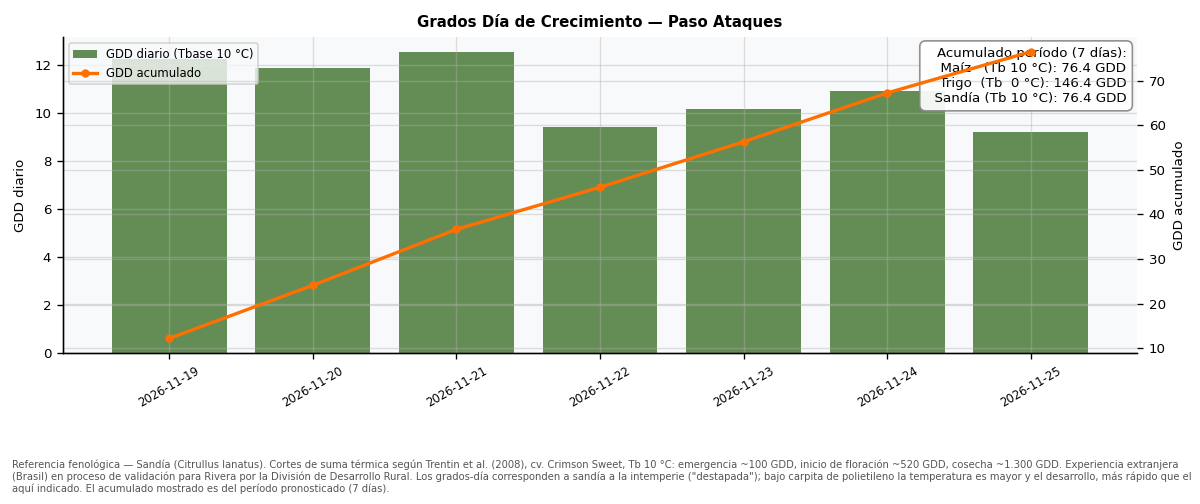 Grados Día de Crecimiento — Paso Ataques
GDD diario (Tbase 10 °C)
GDD acumulado
Acumulado período (7 días):
Maíz (Tb 10 °C): 76.4 GDD
Trigo (Tb 0 °C): 146.4 GDD
Sandía (Tb 10 °C): 76.4 GDD
GDD diario
12
10
8
6
4
2
0
GDD acumulado
70
60
50
40
30
20
10
2026-11-19
2026-11-20
2026-11-21
2026-11-22
2026-11-23
2026-11-24
2026-11-25
Referencia fenológica — Sandía (Citrullus lanatus). Cortes de suma térmica según Trentin et al. (2008), cv. Crimson Sweet, Tb 10 °C: emergencia ~100 GDD, inicio de floración ~520 GDD, cosecha ~1.300 GDD. Experiencia extranjera
(Brasil) en proceso de validación para Rivera por la División de Desarrollo Rural. Los grados-día corresponden a sandía a la intemperie ("destapada"); bajo carpita de polietileno la temperatura es mayor y el desarrollo, más rápido que el
aquí indicado. El acumulado mostrado es del período pronosticado (7 días).